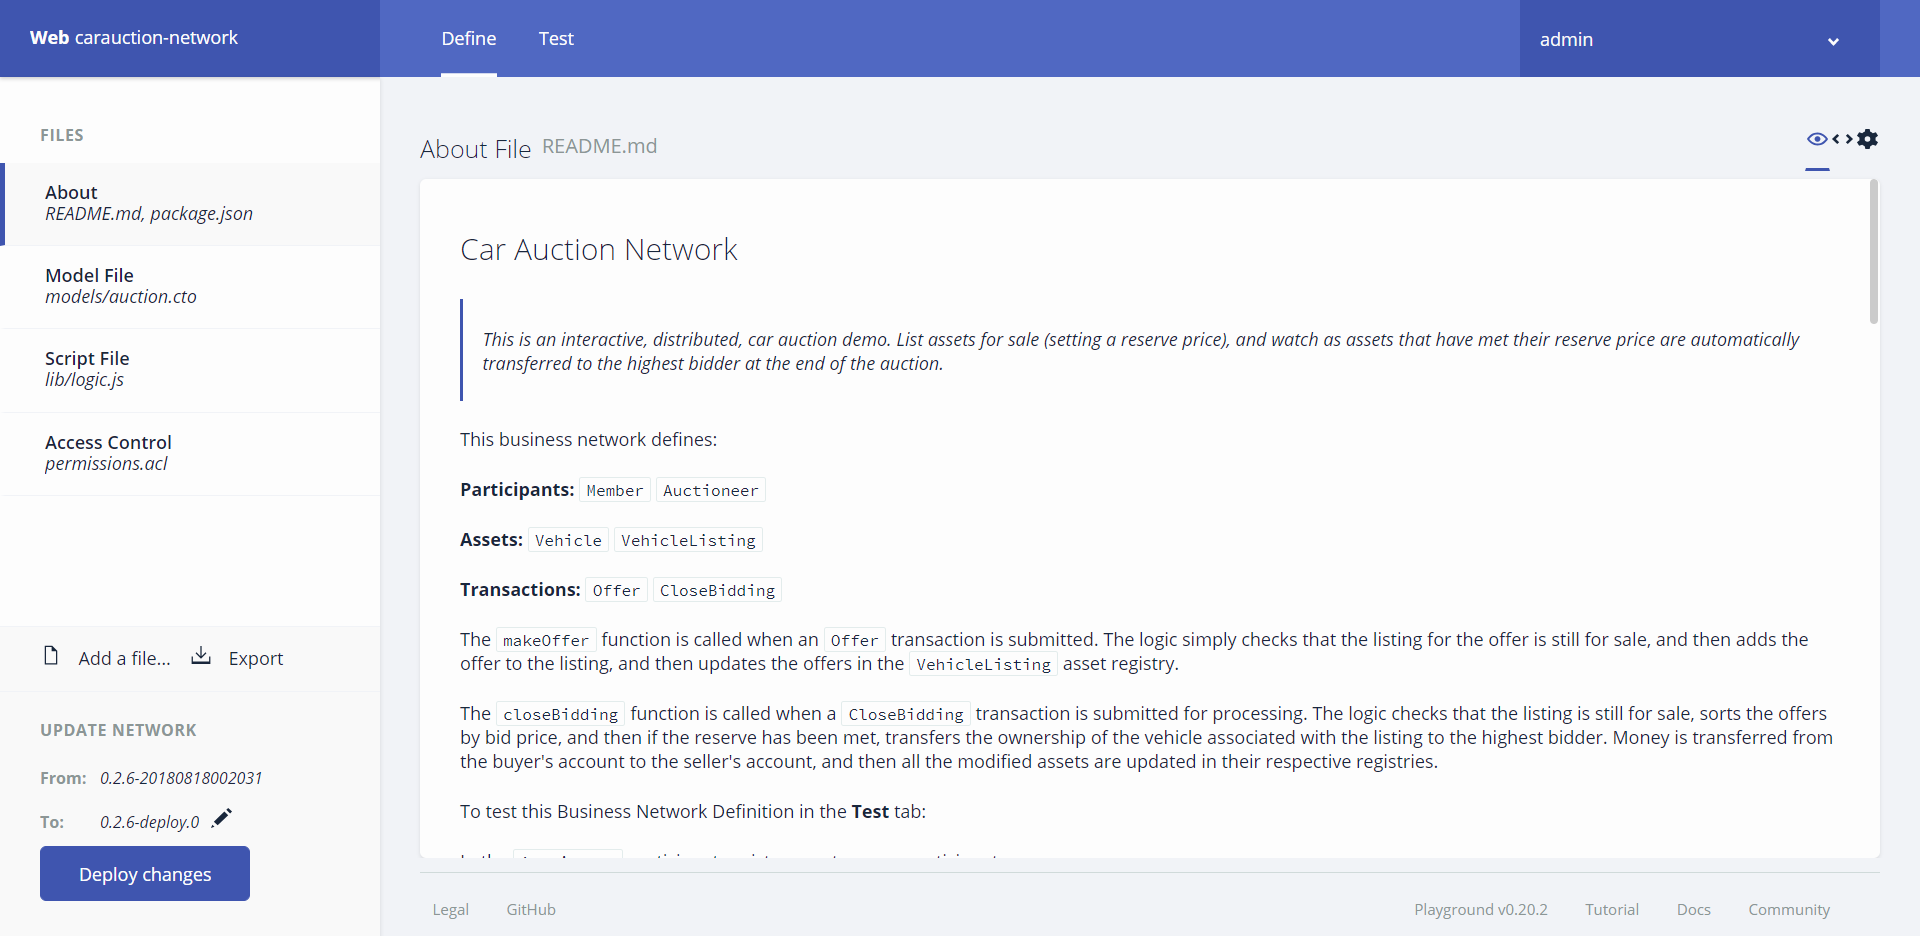 Web carauction-network
Define
Test
admin
FILES
About
README.md, package.json
Model File
models/auction.cto
Script File
lib/logic.js
Access Control
permissions.acl
Add a file...
Export
UPDATE NETWORK
From: 0.2.6-20180818002031
To: 0.2.6-deploy.0
Deploy changes
About File README.md
Car Auction Network
This is an interactive, distributed, car auction demo. List assets for sale (setting a reserve price), and watch as assets that have met their reserve price are automatically
transferred to the highest bidder at the end of the auction.
This business network defines:
Participants: Member Auctioneer
Assets: Vehicle VehicleListing
Transactions: Offer CloseBidding
The makeOffer function is called when an Offer transaction is submitted. The logic simply checks that the listing for the offer is still for sale, and then adds the
offer to the listing, and then updates the offers in the VehicleListing asset registry.
The closeBidding function is called when a CloseBidding transaction is submitted for processing. The logic checks that the listing is still for sale, sorts the offers
by bid price, and then if the reserve has been met, transfers the ownership of the vehicle associated with the listing to the highest bidder. Money is transferred from
the buyer's account to the seller's account, and then all the modified assets are updated in their respective registries.
To test this Business Network Definition in the Test tab:
Legal
GitHub
Playground v0.20.2
Tutorial
Docs
Community